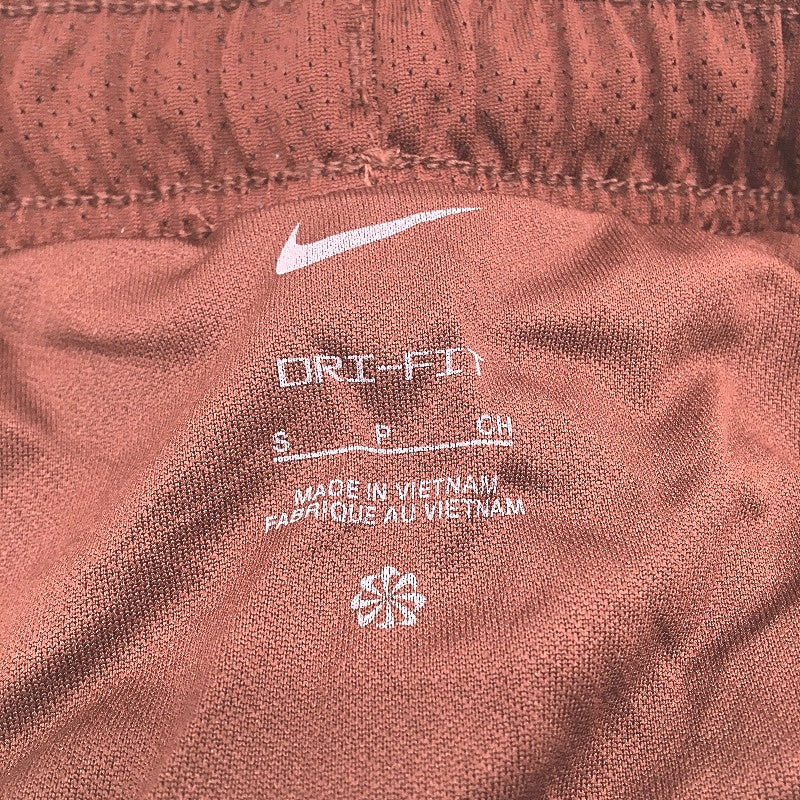 DRI-FIT
S P CH
MADE IN VIETNAM
FABRIQUE AU VIETNAM